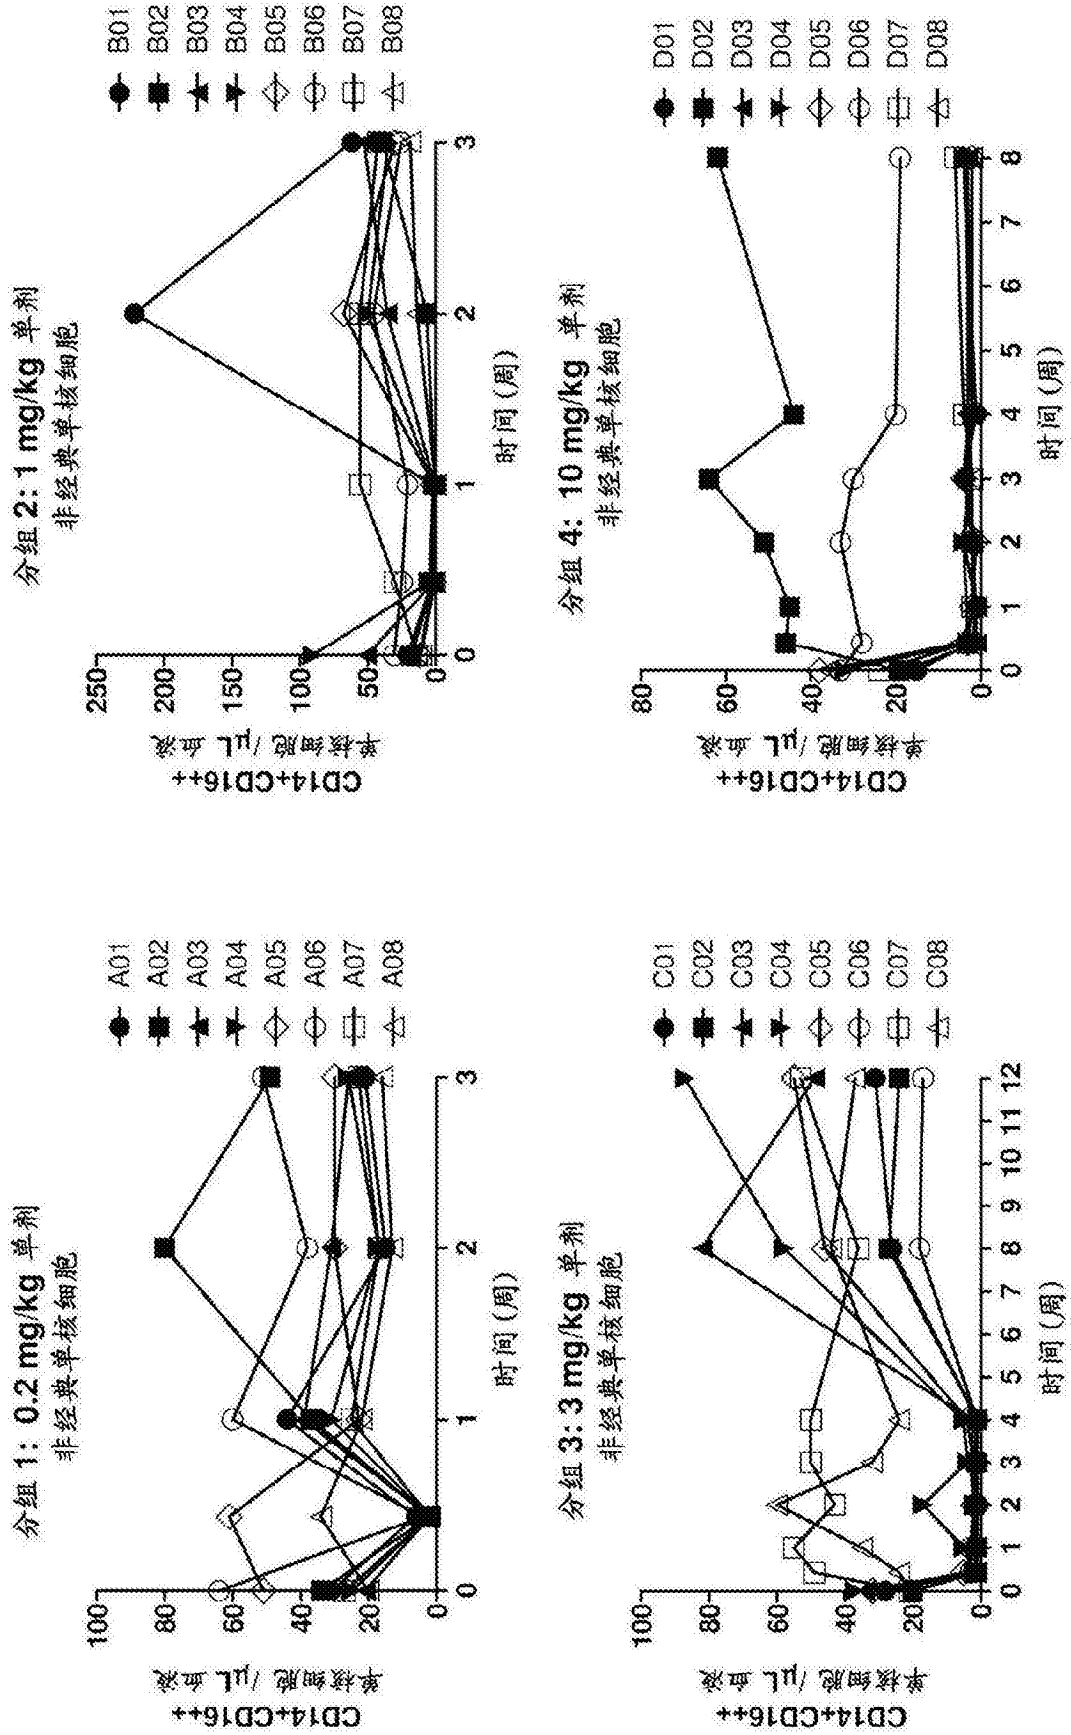 分组 1: 0.2 mg/kg 单剂
非经典单核细胞
CD14+CD16++
单核细胞/μL 血液
100
80
60
40
20
0
0
1
2
3
时间(周)
A01
A02
A03
A04
A05
A06
A07
A08
分组 2: 1 mg/kg 单剂
非经典单核细胞
CD14+CD16++
单核细胞/μL 血液
250
200
150
100
50
0
0
1
2
3
时间(周)
B01
B02
B03
B04
B05
B06
B07
B08
分组 3: 3 mg/kg 单剂
非经典单核细胞
CD14+CD16++
单核细胞/μL 血液
100
80
60
40
20
0
0
1
2
3
4
5
6
7
8
9
10
11
12
时间(周)
C01
C02
C03
C04
C05
C06
C07
C08
分组 4: 10 mg/kg 单剂
非经典单核细胞
CD14+CD16++
单核细胞/μL 血液
80
60
40
20
0
0
1
2
3
4
5
6
7
8
时间(周)
D01
D02
D03
D04
D05
D06
D07
D08